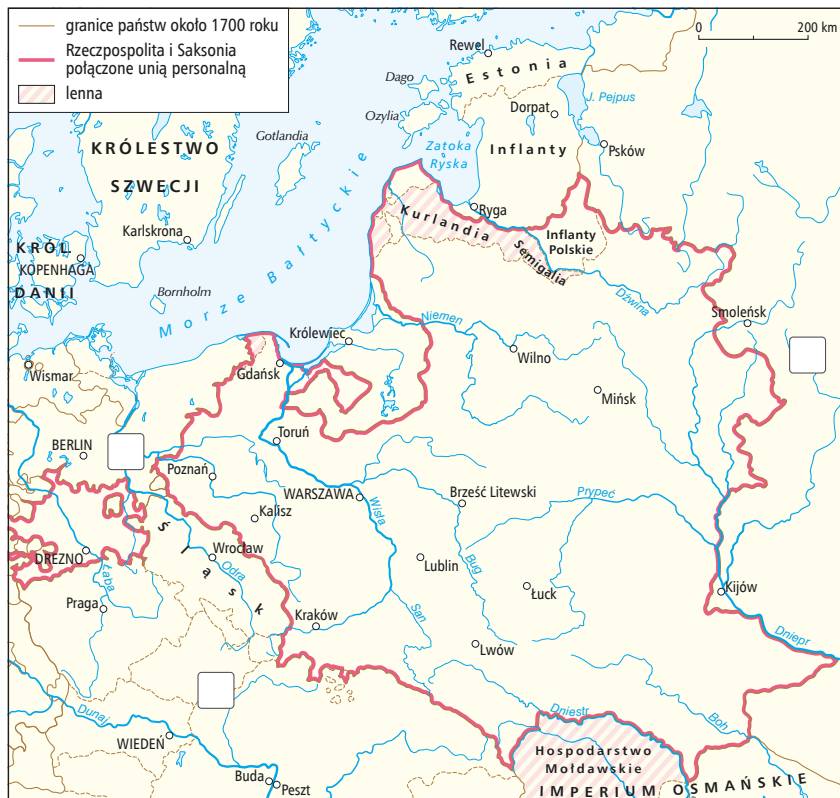 granice państw około 1700 roku
Rzeczpospolita i Saksonia
połączone unią personalną
lenna
0 200 km
Rewel
Estonia
Dago
Dorpat
J. Pejpus
Ozylia
Gotlandia
Zatoka
Ryska
Inflanty
Psków
KRÓLESTWO
SZWECJI
Ryga
Kurlandia
Karlskrona
Inflanty
Polskie
Semigalia
KRÓL.
KOPENHAGA
DANII
Bornholm
Morze Bałtyckie
Dźwina
Smoleńsk
Niemen
Królewiec
Wilno
Gdańsk
Wismar
Mińsk
Toruń
BERLIN
Poznań
WARSZAWA
Brześć Litewski
Prypeć
Wisła
Kalisz
Śląsk
Wrocław
Odra
DREZNO
Łaba
Lublin
Bug
Łuck
Kijów
Praga
Kraków
San
Lwów
Dniepr
Dunaj
Dniestr
Boh
WIEDEŃ
Hospodarstwo
Mołdawskie
Buda
Peszt
IMPERIUM OSMAŃSKIE